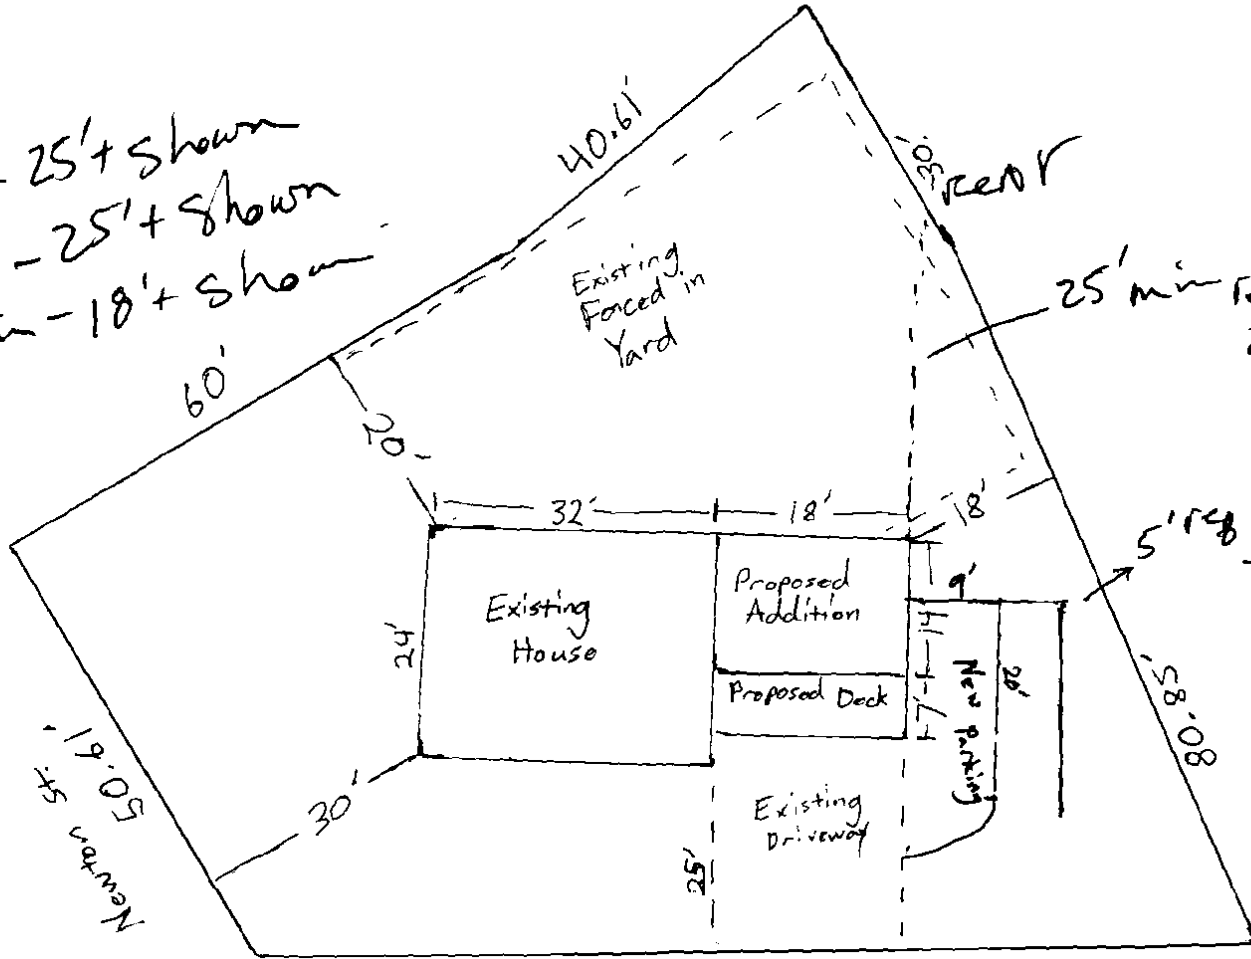 - 25'+ shown
- 25'+ shown
- 18'+ shown
40.61'
30'
rear
25' min
60'
Existing
Fenced in
Yard
20'
32'
18'
18'
5' req
9'
Proposed
Addition
Existing
House
24'
14'
20'
New Parking
Proposed Deck
7'
80.85'
50.61'
Newton St.
30'
Existing
Driveway
25'